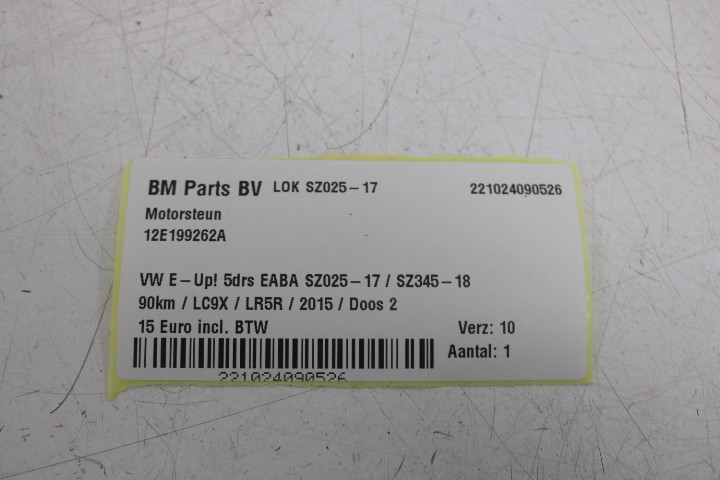 BM Parts BV LOK SZ025-17 221024090526
Motorsteun
12E199262A
VW E-Up! 5drs EABA SZ025-17 / SZ345-18
90km / LC9X / LR5R / 2015 / Doos 2
15 Euro incl. BTW Verz: 10
Aantal: 1
221024090526